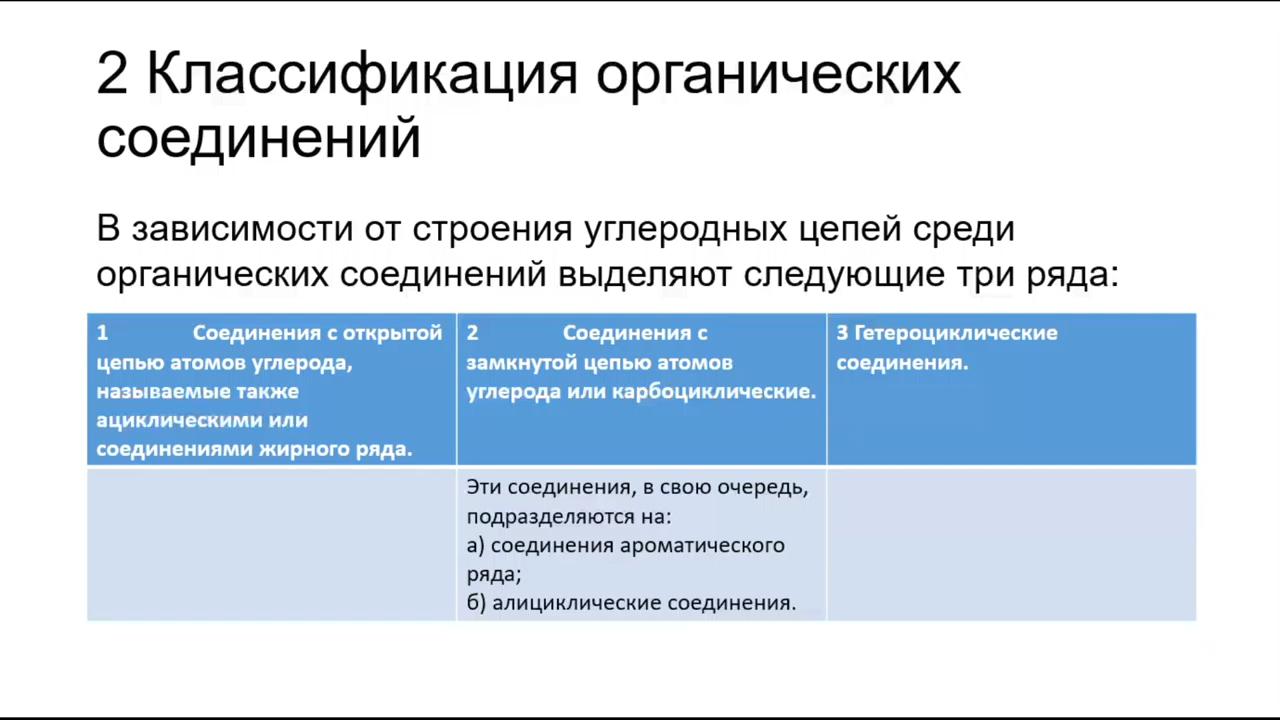 2 Классификация органических
соединений
В зависимости от строения углеродных цепей среди
органических соединений выделяют следующие три ряда:
1 Соединения с открытой
цепью атомов углерода,
называемые также
ациклическими или
соединениями жирного ряда.
2 Соединения с
замкнутой цепью атомов
углерода или карбоциклические.
3 Гетероциклические
соединения.
Эти соединения, в свою очередь,
подразделяются на:
а) соединения ароматического
ряда;
б) алициклические соединения.